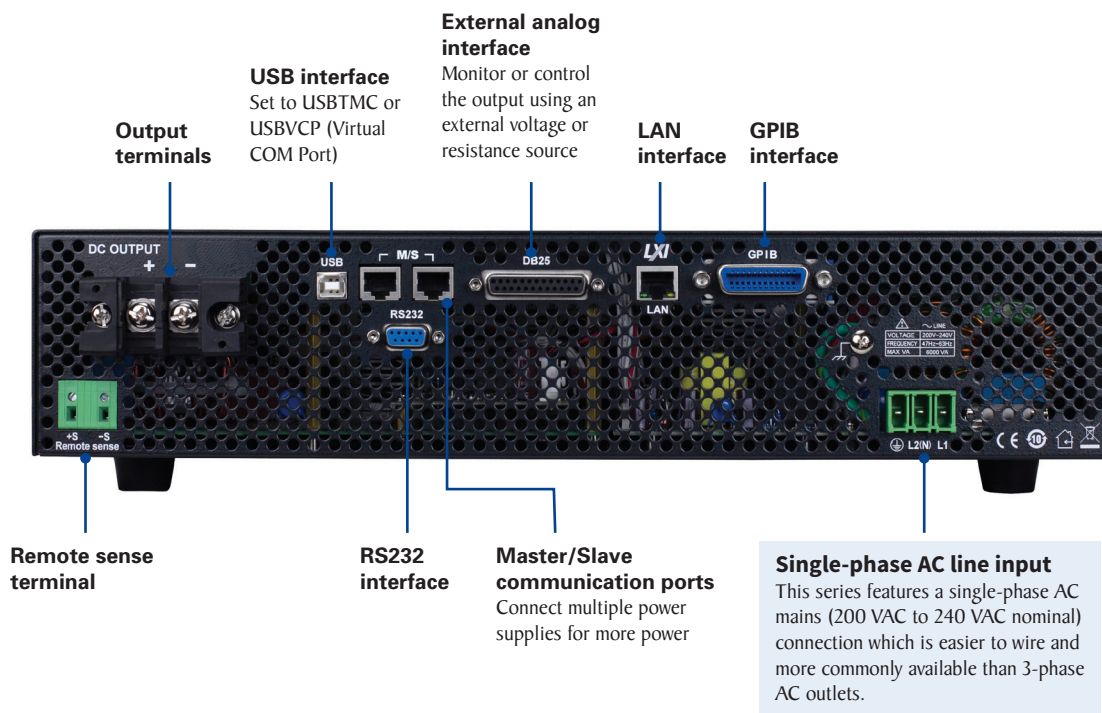 External analog
interface
Monitor or control
the output using an
external voltage or
resistance source
USB interface
Set to USBTMC or
USBVCP (Virtual
COM Port)
Output
terminals
LAN
interface
GPIB
interface
DC OUTPUT
+ −
USB
M/S
DB25
LXI
LAN
GPIB
RS232
LINE
VOLTAGE 200V~240V
FREQUENCY 47Hz~63Hz
MAX VA 6000 VA
+S -S
Remote sense
L2(N) L1
CE 10
Remote sense
terminal
RS232
interface
Master/Slave
communication ports
Connect multiple power
supplies for more power
Single-phase AC line input
This series features a single-phase AC
mains (200 VAC to 240 VAC nominal)
connection which is easier to wire and
more commonly available than 3-phase
AC outlets.